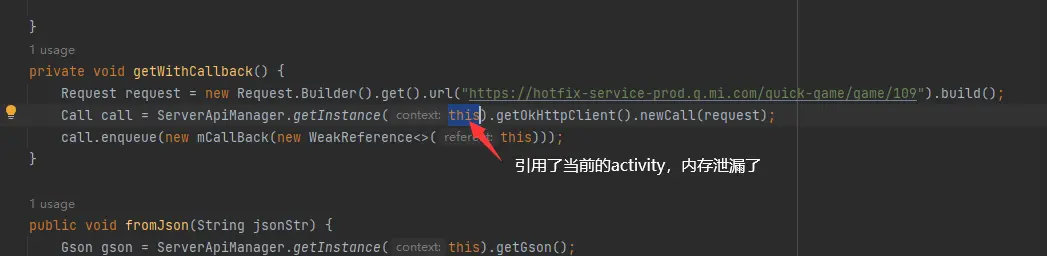 }
1 usage
private void getWithCallback() {
Request request = new Request.Builder().get().url("https://hotfix-service-prod.g.mi.com/quick-game/game/109").build();
Call call = ServerApiManager.getInstance( context: this).getOkHttpClient().newCall(request);
call.enqueue(new mCallBack(new WeakReference<>( referent: this)));
引用了当前的activity，内存泄漏了
}
1 usage
public void fromJson(String jsonStr) {
Gson gson = ServerApiManager.getInstance( context: this).getGson();